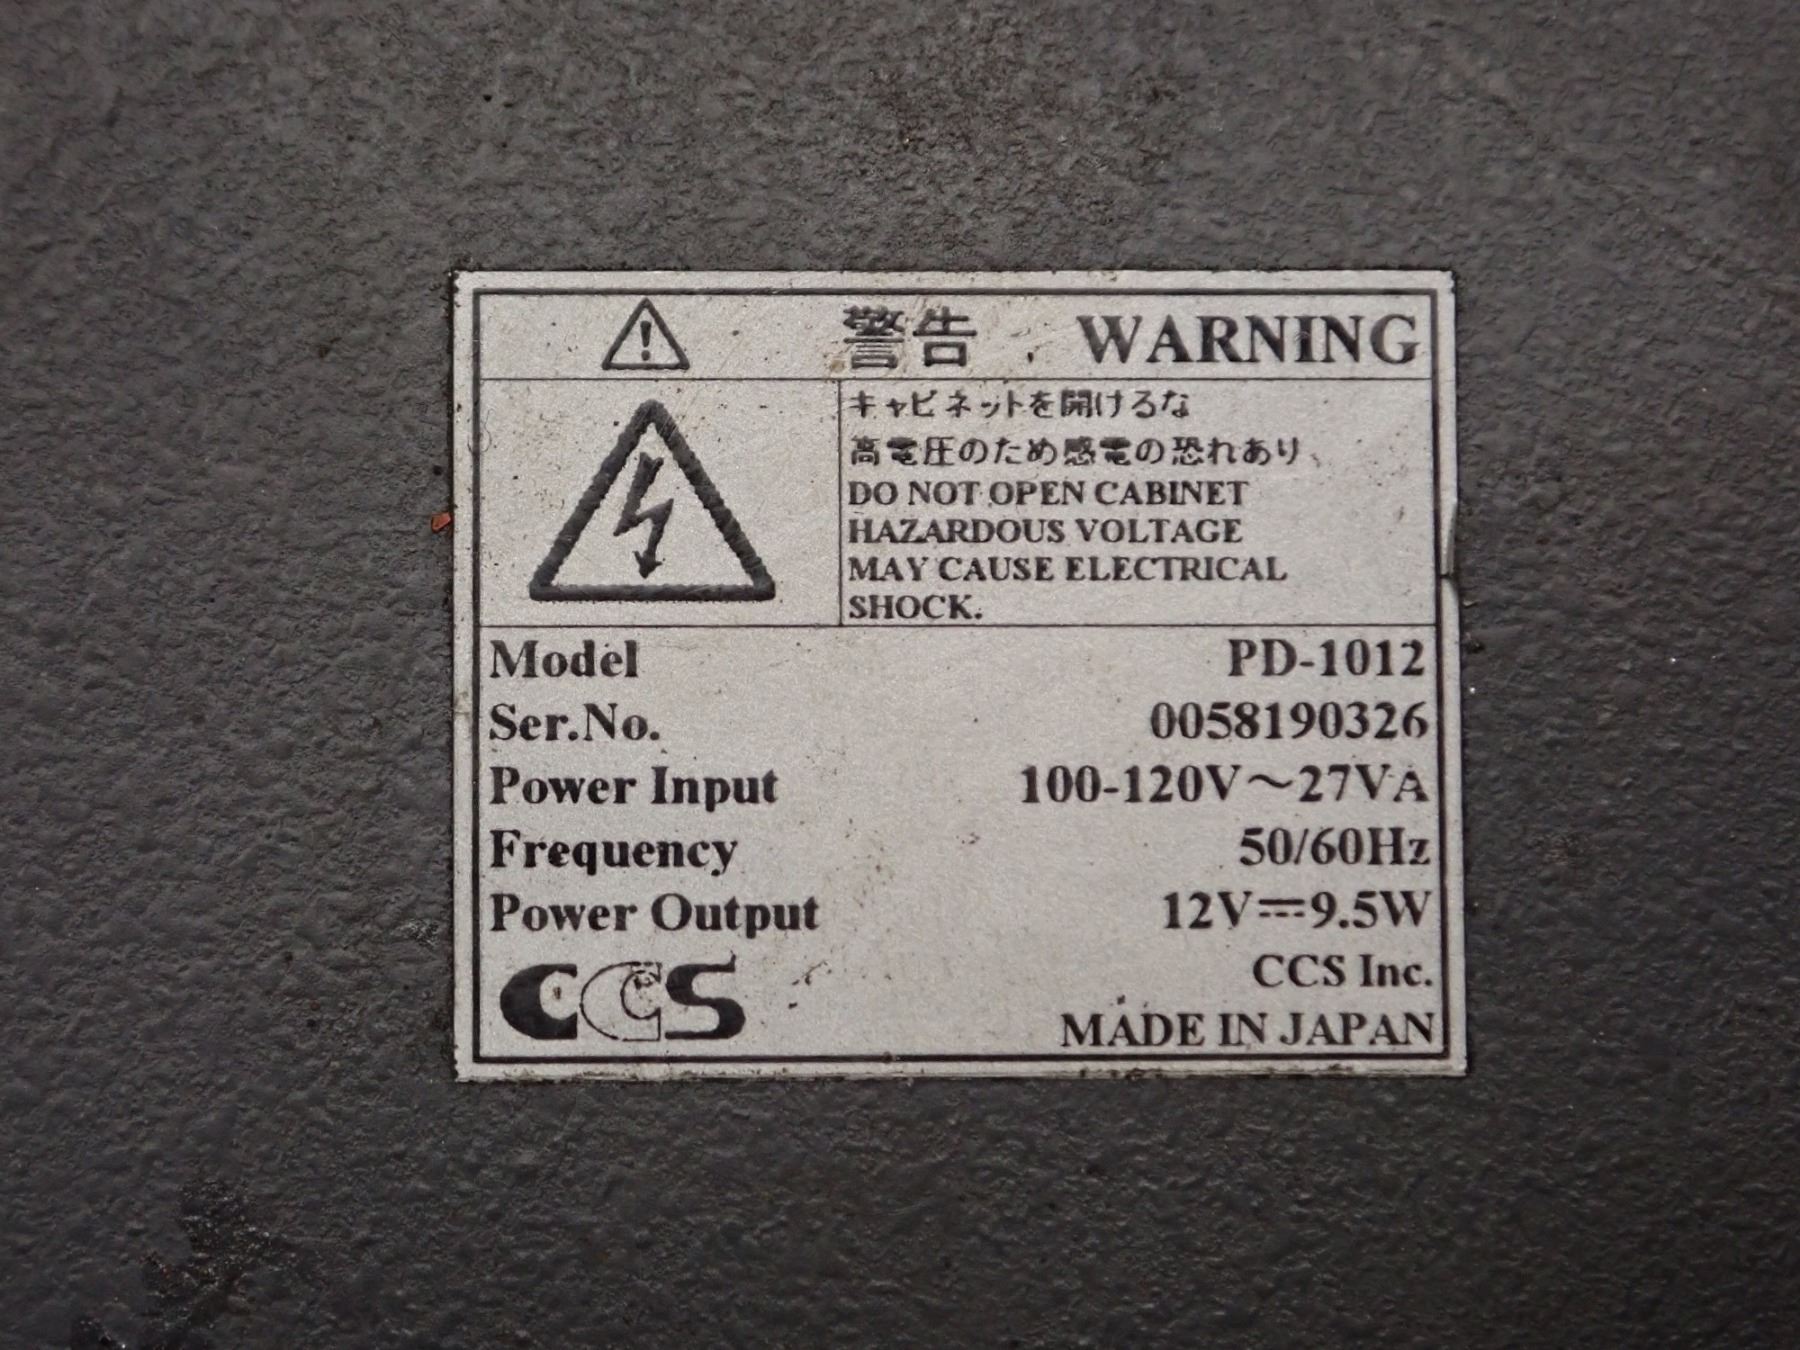 警告 WARNING
キャビネットを開けるな
高電圧のため感電の恐れあり
DO NOT OPEN CABINET
HAZARDOUS VOLTAGE
MAY CAUSE ELECTRICAL
SHOCK.
Model PD-1012
Ser.No. 0058190326
Power Input 100-120V～27VA
Frequency 50/60Hz
Power Output 12V⎓9.5W
CCS Inc.
CCS MADE IN JAPAN